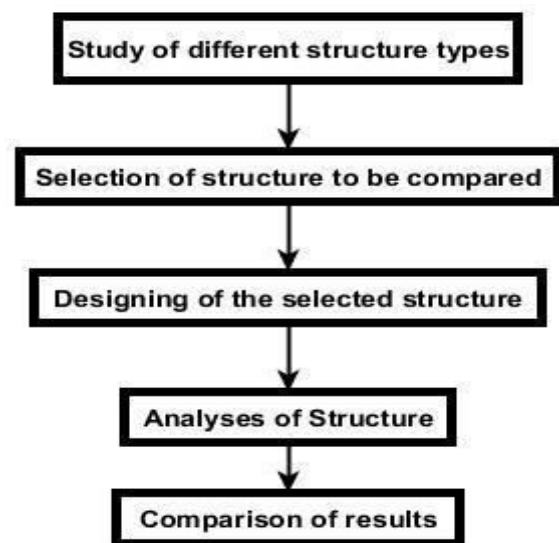 Study of different structure types
Selection of structure to be compared
Designing of the selected structure
Analyses of Structure
Comparison of results